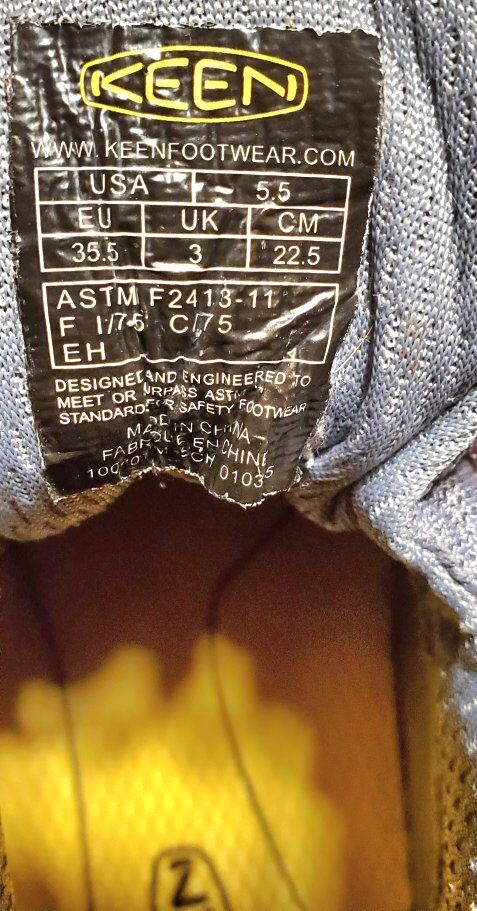 KEEN
WWW.KEENFOOTWEAR.COM
USA 5.5
EU UK CM
35.5 3 22.5
ASTM F2413-11
F I/75 C/75
EH
DESIGNED AND ENGINEERED TO
MEET OR SURPASS ASTM
STANDARD FOR SAFETY FOOTWEAR
MADE IN CHINA
FABRIQUE EN CHINE
0103
Z